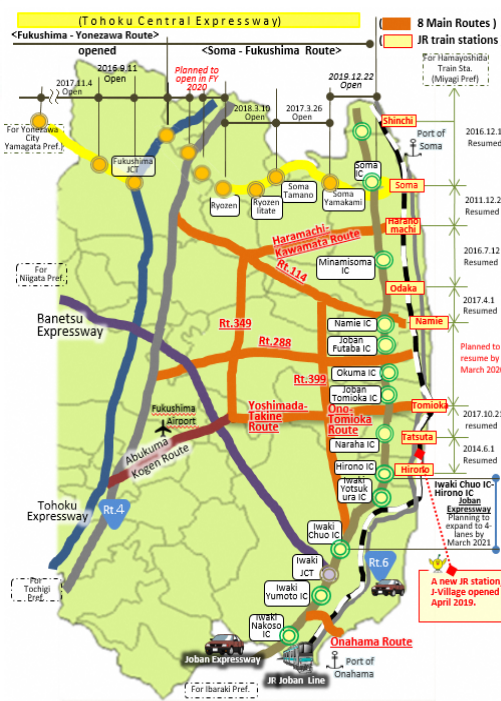 (Tohoku Central Expressway)
<Fukushima - Yonezawa Route>
opened
<Soma - Fukushima Route>
( 8 Main Routes )
( JR train stations )
2017.11.4
Open
2016.9.11
Open
Planned to
open in FY
2020
2018.3.10
Open
2017.3.26
Open
2019.12.22
Open
For Hamayoshida
Train Sta.
(Miyagi Pref)
For Yonezawa
City
Yamagata Pref.
Fukushima
JCT
Ryozen
Ryozen
Iitate
Soma
Tamano
Soma
Yamakami
Soma
IC
Shinchi
Port of
Soma
Soma
Harano
machi
Haramachi-
Kawamata Route
Minamisoma
IC
Odaka
Rt.114
Namie IC
Namie
Joban
Futaba IC
Rt.349
Rt.288
Rt.399
Okuma IC
Joban
Tomioka IC
Tomioka
Yoshimada-
Takine
Route
Ono-
Tomioka
Route
Naraha IC
Tatsuta
Hirono IC
Hirono
Iwaki
Yotsuk
ura IC
Iwaki
Chuo IC
Iwaki
JCT
Iwaki
Yumoto IC
Iwaki
Nakoso
IC
For
Niigata Pref.
Banetsu
Expressway
Fukushima
Airport
Abukuma
Kogen Route
Tohoku
Expressway
Rt.4
For
Tochigi
Pref.
Rt.6
2016.12.1
Resumed
2011.12.2
Resumed
2016.7.12
Resumed
2017.4.1
Resumed
Planned to
resume by
March 2020
2017.10.21
resumed
2014.6.1
Resumed
Iwaki Chuo IC-
Hirono IC
Joban
Expressway
Planning to
expand to 4-
lanes by
March 2021
A new JR station
J-Village opened
April 2019.
Onahama Route
Port of
Onahama
Joban Expressway
JR Joban Line
For Ibaraki Pref.